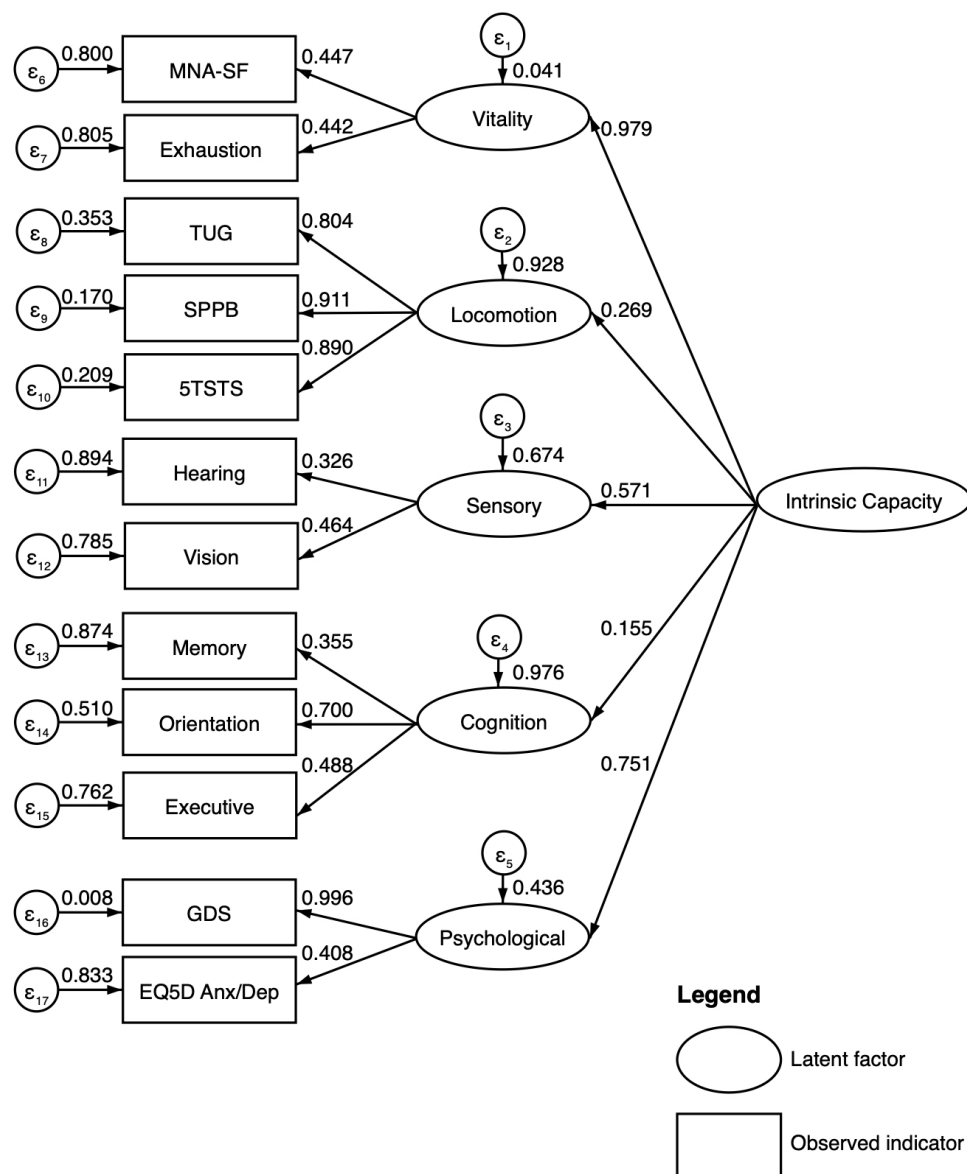 ε1
0.041
Vitality
ε6
0.800
MNA-SF
0.447
ε7
0.805
Exhaustion
0.442
0.979
ε2
0.928
Locomotion
ε8
0.353
TUG
0.804
ε9
0.170
SPPB
0.911
ε10
0.209
5TSTS
0.890
0.269
ε3
0.674
Sensory
ε11
0.894
Hearing
0.326
ε12
0.785
Vision
0.464
0.571
Intrinsic Capacity
ε4
0.976
Cognition
ε13
0.874
Memory
0.355
ε14
0.510
Orientation
0.700
ε15
0.762
Executive
0.488
0.155
ε5
0.436
Psychological
ε16
0.008
GDS
0.996
ε17
0.833
EQ5D Anx/Dep
0.408
0.751
Legend
Latent factor
Observed indicator